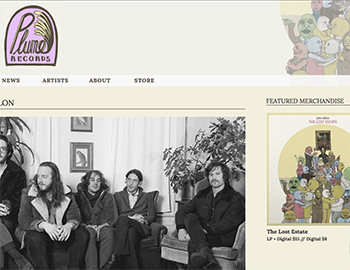 Plume
RECORDS
NEWS ARTISTS ABOUT STORE
LON
FEATURED MERCHANDISE
THE LOST ESTATE
The Lost Estate
LP + Digital $15 // Digital $8